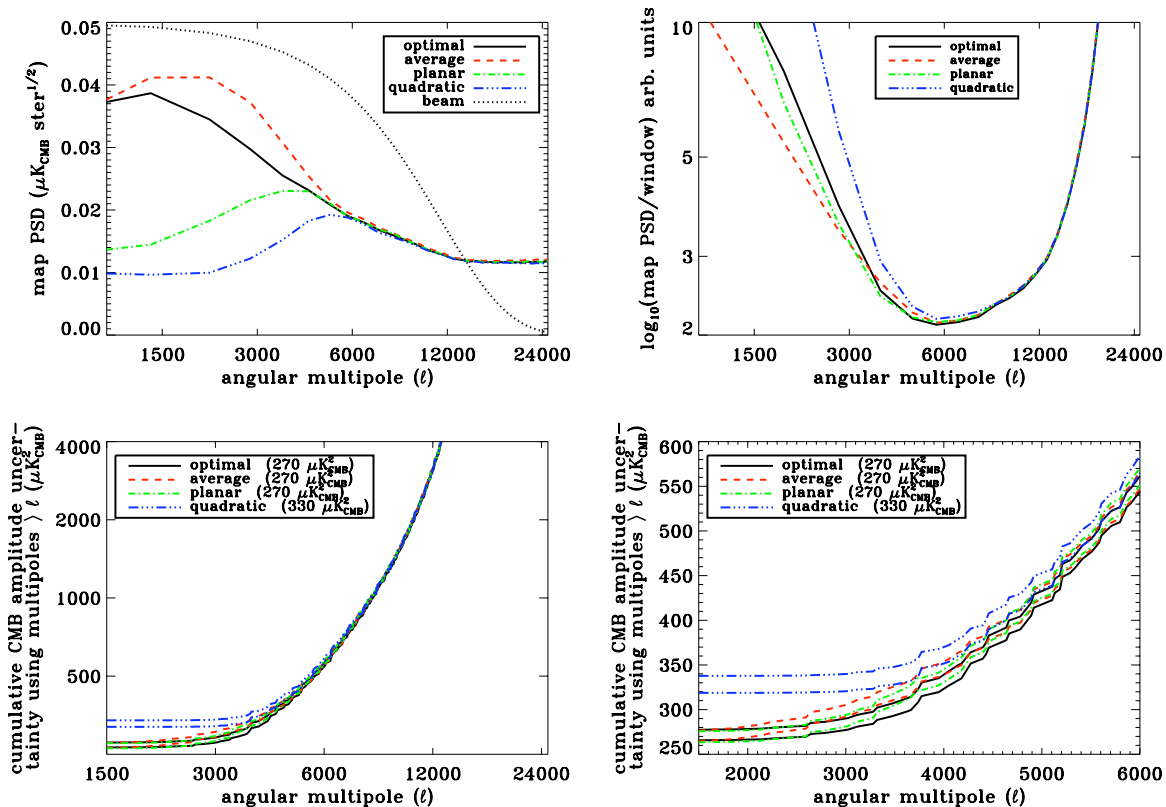 0.05
0.04
0.03
0.02
0.01
0.00
map PSD (μK_CMB ster^1/2)
optimal
average
planar
quadratic
beam
1500 3000 6000 12000 24000
angular multipole (ℓ)
10
5
3
2
log₁₀(map PSD/window) arb. units
optimal
average
planar
quadratic
1500 3000 6000 12000 24000
angular multipole (ℓ)
4000
2000
1000
500
cumulative CMB amplitude uncer-
tainty using multipoles > ℓ (μK²_CMB)
optimal (270 μK²_CMB)
average (270 μK²_CMB)
planar (270 μK²_CMB)
quadratic (330 μK²_CMB)
1500 3000 6000 12000 24000
angular multipole (ℓ)
600
550
500
450
400
350
300
250
cumulative CMB amplitude uncer-
tainty using multipoles > ℓ (μK²_CMB)
optimal (270 μK²_CMB)
average (270 μK²_CMB)
planar (270 μK²_CMB)
quadratic (330 μK²_CMB)
2000 3000 4000 5000 6000
angular multipole (ℓ)